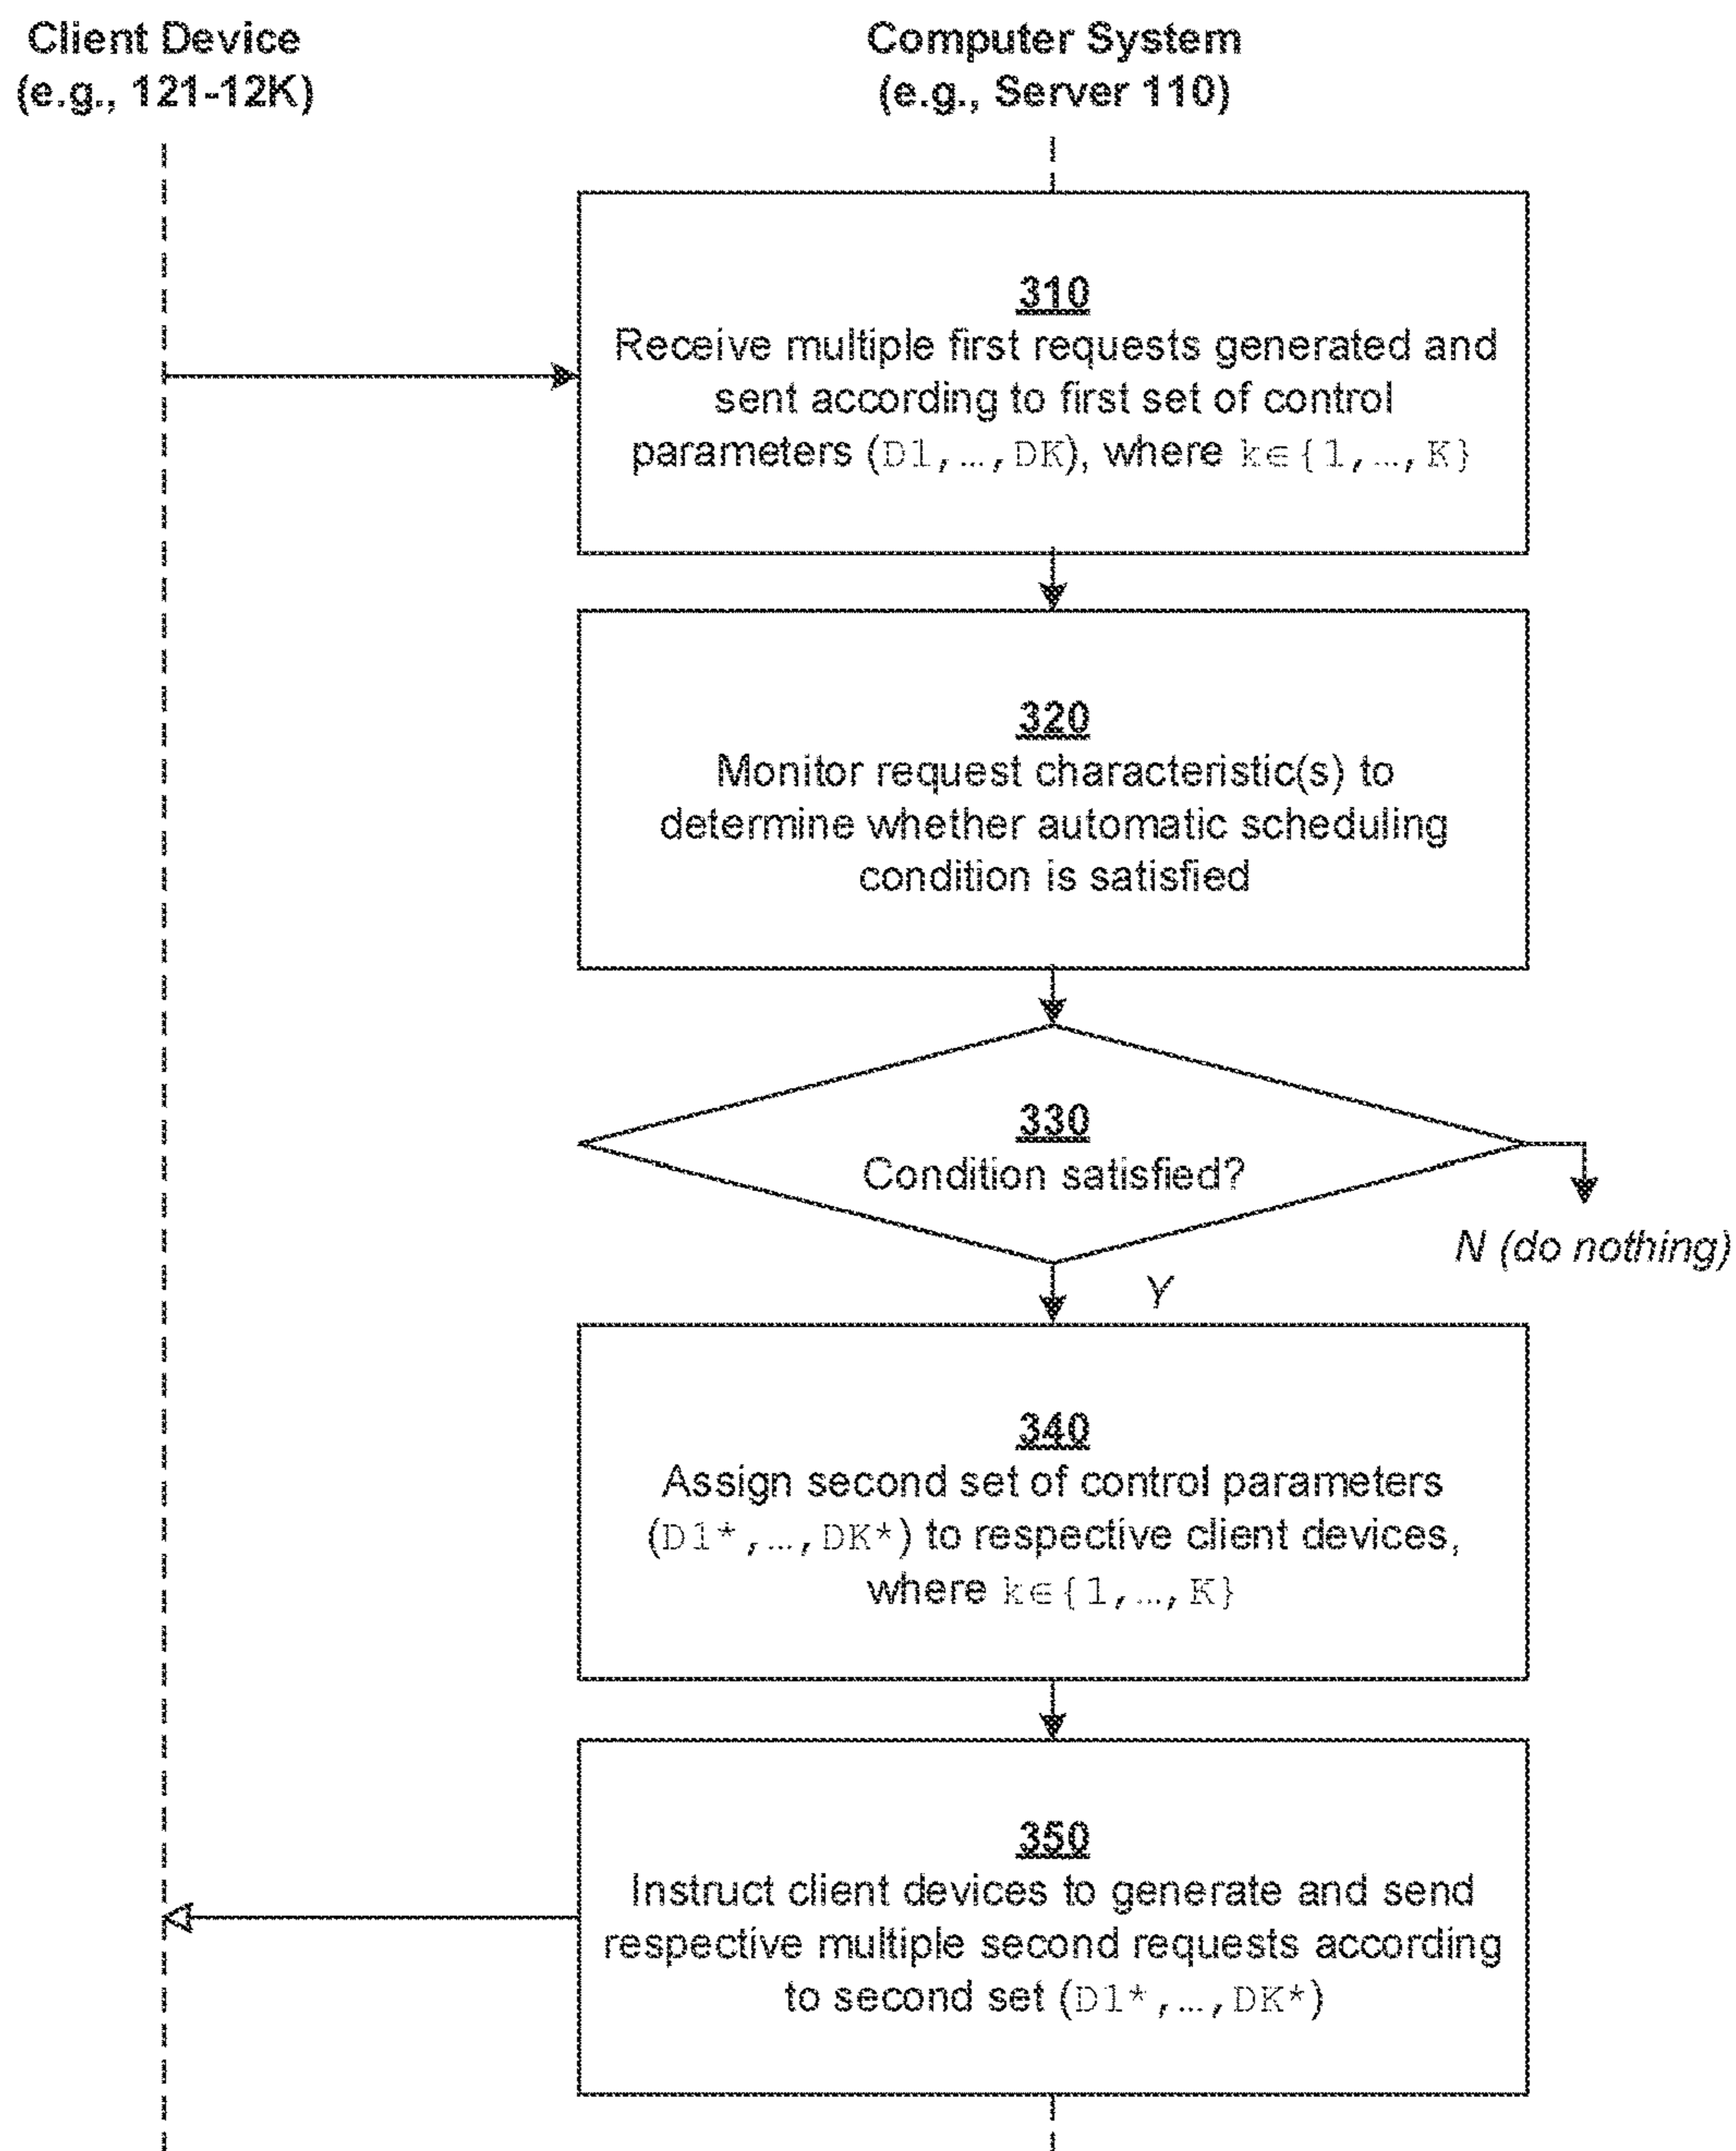 Client Device
(e.g., 121-12K)
Computer System
(e.g., Server 110)
310
Receive multiple first requests generated and
sent according to first set of control
parameters (D1,…,DK), where k∈{1,…,K}
320
Monitor request characteristic(s) to
determine whether automatic scheduling
condition is satisfied
330
Condition satisfied?
N (do nothing)
Y
340
Assign second set of control parameters
(D1*,…,DK*) to respective client devices,
where k∈{1,…,K}
350
Instruct client devices to generate and send
respective multiple second requests according
to second set (D1*,…,DK*)